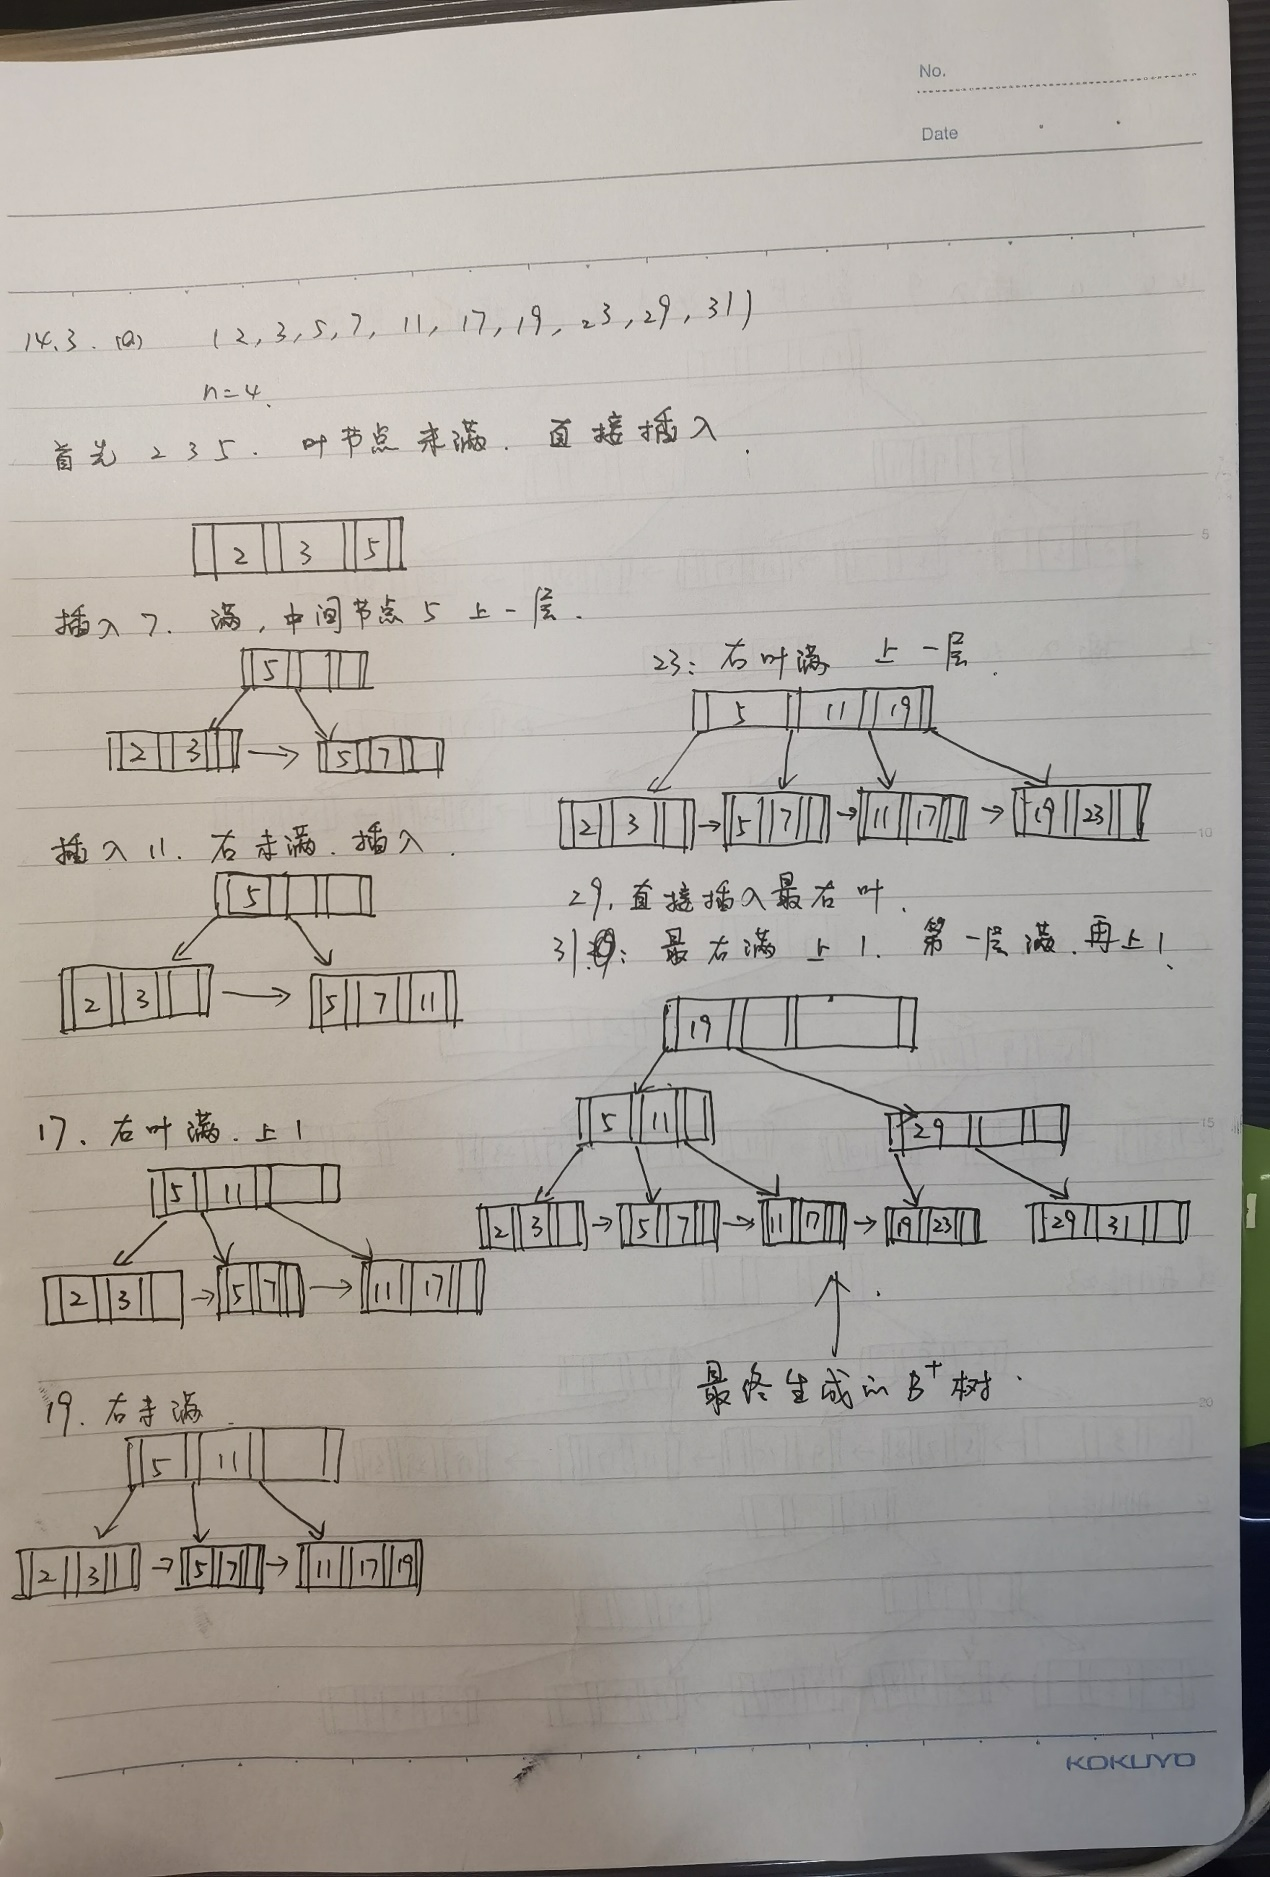 No.
Date
14.3. (a) (2,3,5,7,11,17,19,23,29,31)
n=4.
首先 2 3 5. 叶节点未满. 直接插入.
2 3 5
插入7. 满,中间节点5上一层.
5
2 3 5 7
插入11. 右未满.插入.
5
2 3 5 7 11
17. 右叶满.上1
5 11
2 3 5 7 11 17
19. 右未满.
5 11
2 3 5 7 11 17 19
23: 右叶满 上一层.
5 11 19
2 3 5 7 11 17 19 23
29. 直接插入最右叶.
31: 最右满 上1. 第一层满.再上1.
19
5 11 29
2 3 5 7 11 17 19 23 29 31
最终生成的B+树.
5
10
15
20
KOKUYO